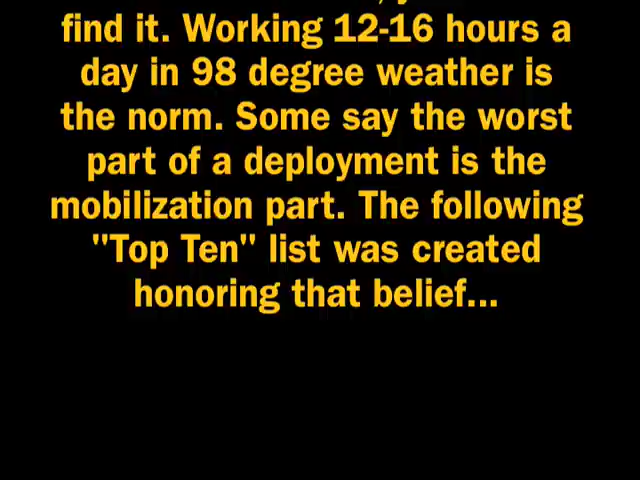 find it. Working 12-16 hours a
day in 98 degree weather is
the norm. Some say the worst
part of a deployment is the
mobilization part. The following
"Top Ten" list was created
honoring that belief...